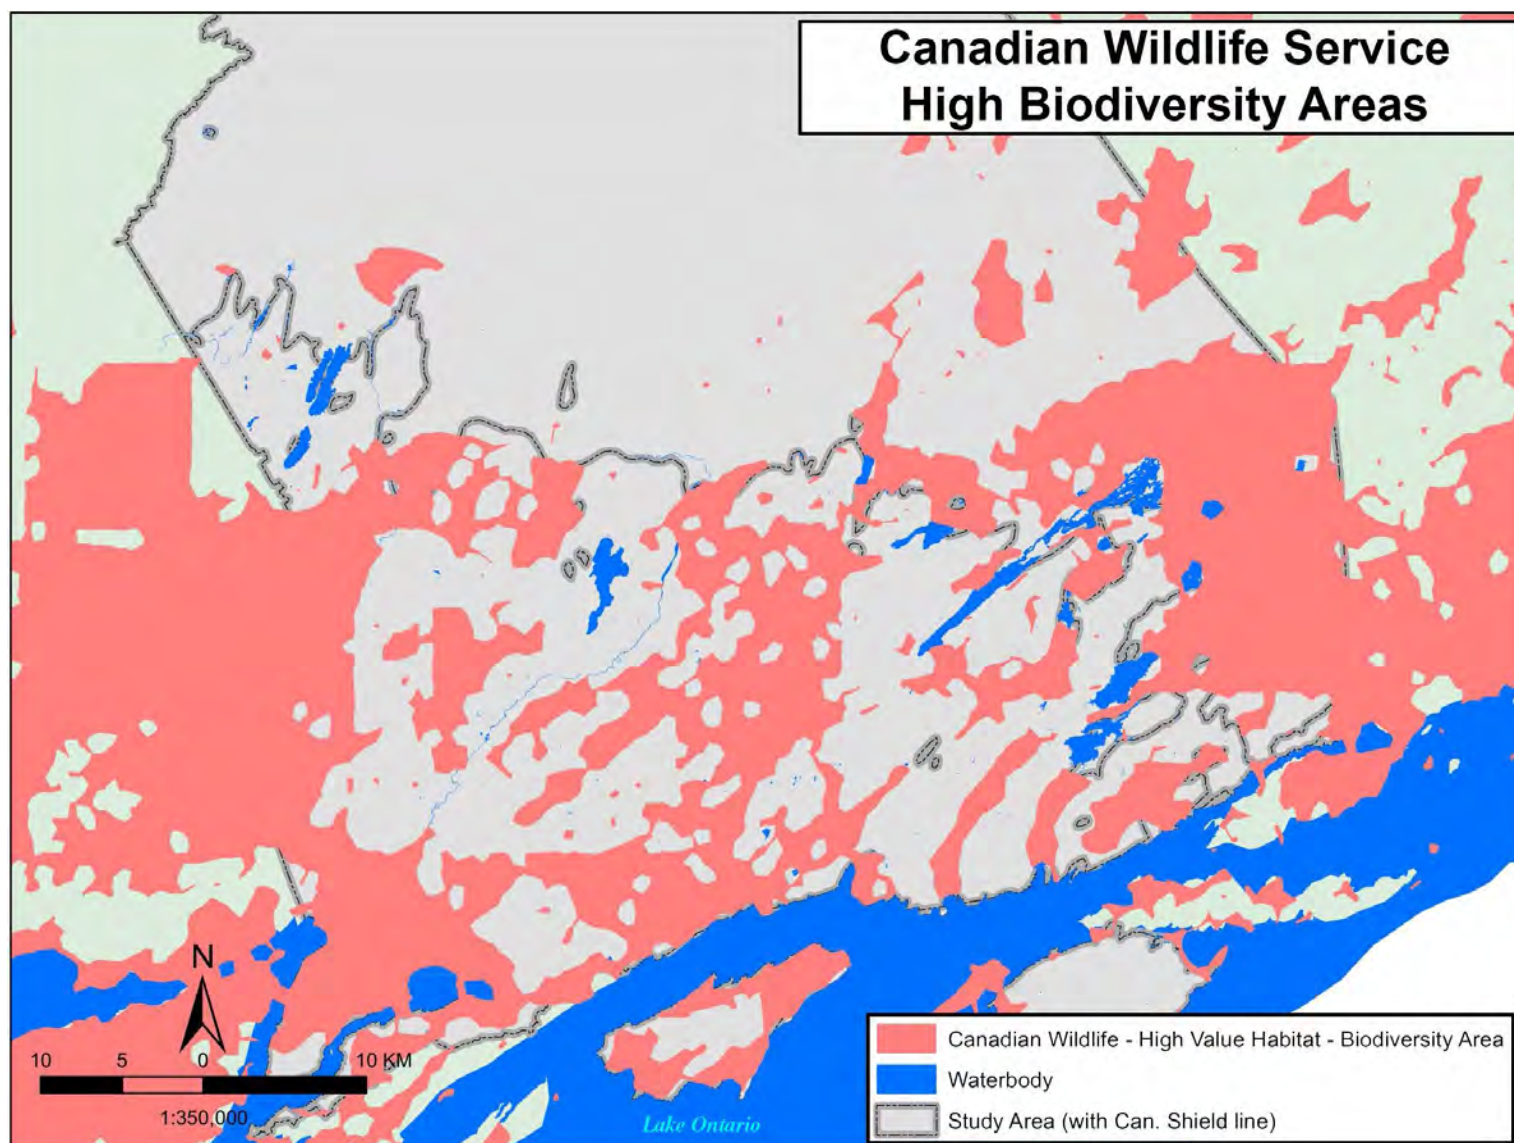 Canadian Wildlife Service
High Biodiversity Areas
N
10 5 0 10 KM
1:350,000
Lake Ontario
Canadian Wildlife - High Value Habitat - Biodiversity Area
Waterbody
Study Area (with Can. Shield line)